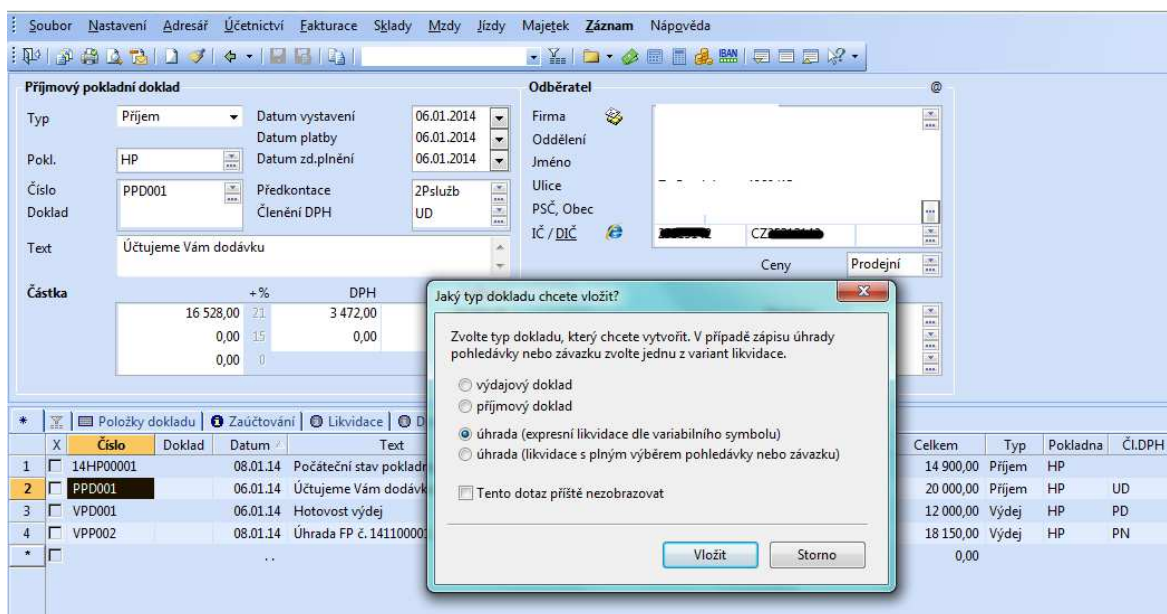 Soubor Nastavení Adresář Účetnictví Fakturace Sklady Mzdy Jízdy Majetek Záznam Nápověda
IBAN
Příjmový pokladní doklad
Typ Příjem
Pokl. HP
Číslo PPD001
Doklad
Text Účtujeme Vám dodávku
Datum vystavení 06.01.2014
Datum platby 06.01.2014
Datum zd.plnění 06.01.2014
Předkontace 2Pslužb
Členění DPH UD
Odběratel @
Firma
Oddělení
Jméno
Ulice
PSČ, Obec
IČ / DIČ
Ceny Prodejní
Částka +% DPH
16 528,00 21 3 472,00
0,00 15 0,00
0,00 0
Jaký typ dokladu chcete vložit?
Zvolte typ dokladu, který chcete vytvořit. V případě zápisu úhrady
pohledávky nebo závazku zvolte jednu z variant likvidace.
výdajový doklad
příjmový doklad
úhrada (expresní likvidace dle variabilního symbolu)
úhrada (likvidace s plným výběrem pohledávky nebo závazku)
Tento dotaz příště nezobrazovat
Vložit Storno
* Položky dokladu Zaúčtování Likvidace D
X Číslo Doklad Datum Text Celkem Typ Pokladna Čl.DPH
1 14HP00001 08.01.14 Počáteční stav pokladn 14 900,00 Příjem HP
2 PPD001 06.01.14 Účtujeme Vám dodávk 20 000,00 Příjem HP UD
3 VPD001 06.01.14 Hotovost výdej 12 000,00 Výdej HP PD
4 VPP002 08.01.14 Úhrada FP č. 141100001 18 150,00 Výdej HP PN
* . . 0,00